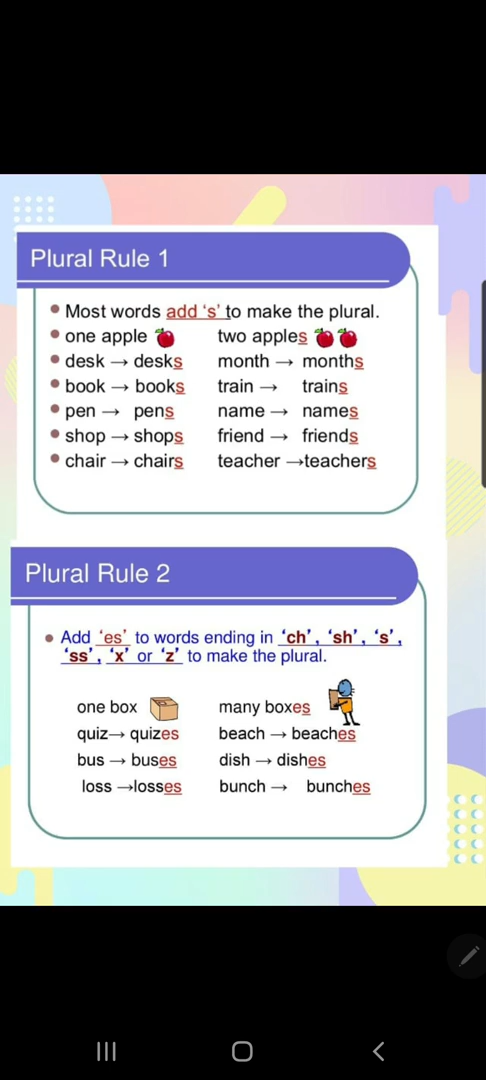 Plural Rule 1
• Most words add ‘s’ to make the plural.
• one apple two apples
• desk → desks month → months
• book → books train → trains
• pen → pens name → names
• shop → shops friend → friends
• chair → chairs teacher →teachers
Plural Rule 2
• Add ‘es’ to words ending in ‘ch’, ‘sh’, ‘s’,
‘ss’, ‘x’ or ‘z’ to make the plural.
one box many boxes
quiz→ quizes beach → beaches
bus → buses dish → dishes
loss →losses bunch → bunches